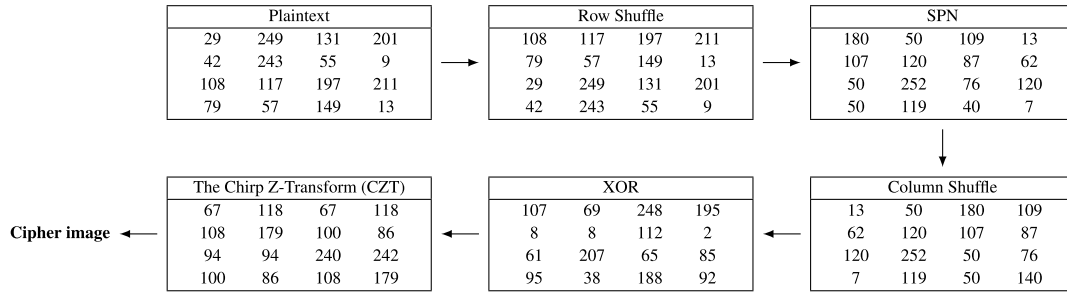 Plaintext
29 249 131 201
42 243 55 9
108 117 197 211
79 57 149 13
Row Shuffle
108 117 197 211
79 57 149 13
29 249 131 201
42 243 55 9
SPN
180 50 109 13
107 120 87 62
50 252 76 120
50 119 40 7
Column Shuffle
13 50 180 109
62 120 107 87
120 252 50 76
7 119 50 140
XOR
107 69 248 195
8 8 112 2
61 207 65 85
95 38 188 92
The Chirp Z-Transform (CZT)
67 118 67 118
108 179 100 86
94 94 240 242
100 86 108 179
Cipher image